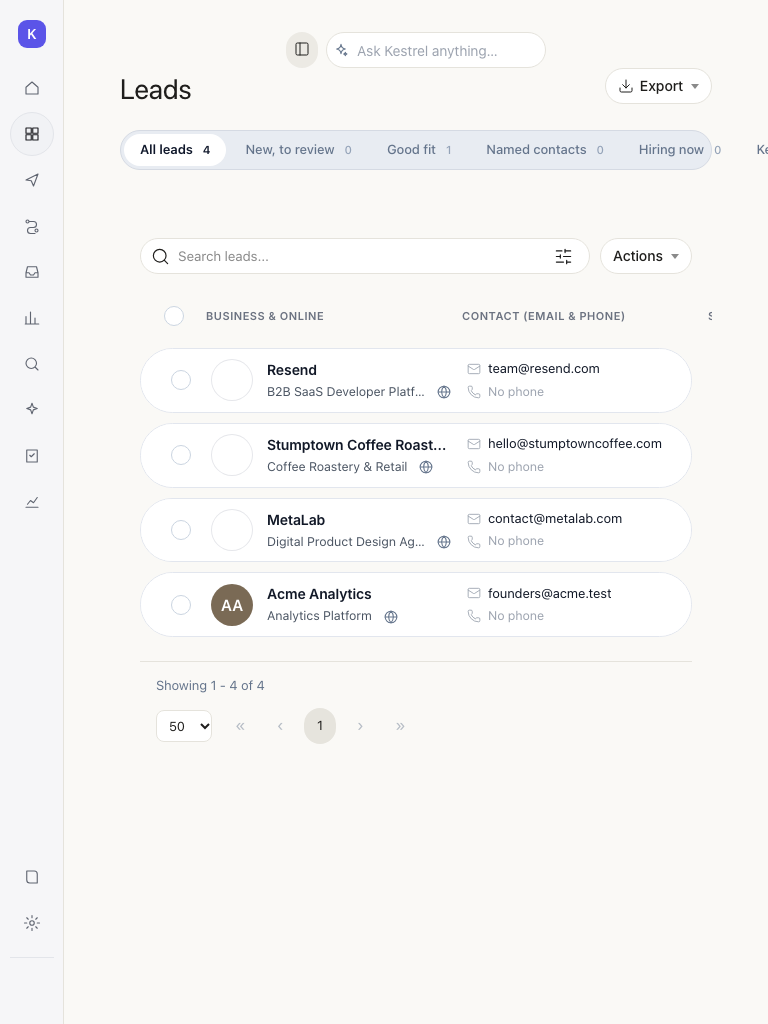 K
Ask Kestrel anything...
Leads
Export
All leads 4 New, to review 0 Good fit 1 Named contacts 0 Hiring now 0
Search leads...
Actions
BUSINESS & ONLINE CONTACT (EMAIL & PHONE)
Resend
team@resend.com
B2B SaaS Developer Platf...
No phone
Stumptown Coffee Roast...
hello@stumptowncoffee.com
Coffee Roastery & Retail
No phone
MetaLab
contact@metalab.com
Digital Product Design Ag...
No phone
AA
Acme Analytics
founders@acme.test
Analytics Platform
No phone
Showing 1 - 4 of 4
50 « ‹ 1 › »